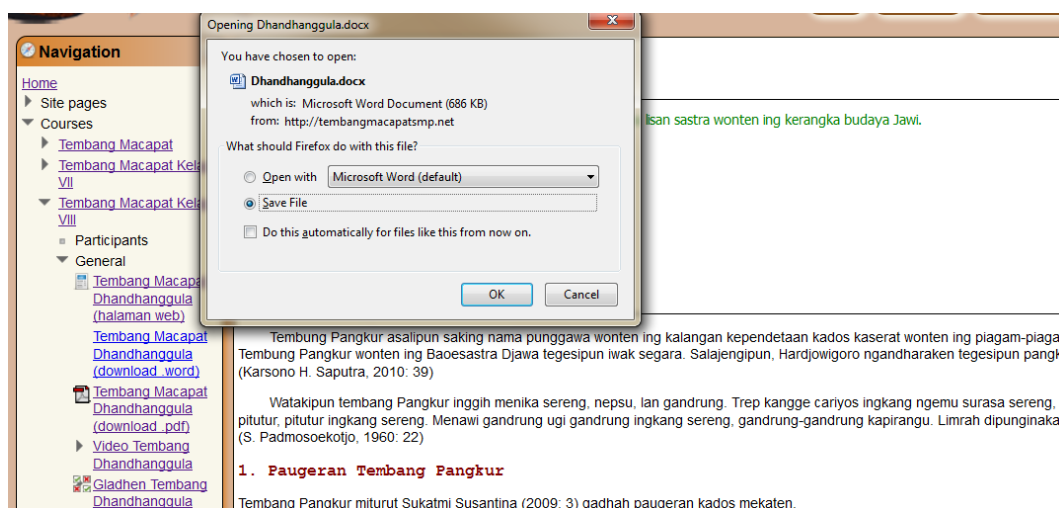 Opening Dhandhanggula.docx
You have chosen to open:
Dhandhanggula.docx
which is: Microsoft Word Document (686 KB)
from: http://tembangmacapatsmp.net
What should Firefox do with this file?
Open with Microsoft Word (default)
Save File
Do this automatically for files like this from now on.
OK Cancel
Navigation
Home
Site pages
Courses
Tembang Macapat
Tembang Macapat Kela
VII
Tembang Macapat Kela
VIII
Participants
General
Tembang Macapa
Dhandhanggula
(halaman web)
Tembang Macapat
Dhandhanggula
(download .word)
Tembang Macapat
Dhandhanggula
(download .pdf)
Video Tembang
Dhandhanggula
Gladhen Tembang
Dhandhanggula
lisan sastra wonten ing kerangka budaya Jawi.
Tembung Pangkur asalipun saking nama punggawa wonten ing kalangan kependetaan kados kaserat wonten ing piagam-piaga
Tembung Pangkur wonten ing Baoesastra Djawa tegesipun iwak segara. Salajengipun, Hardjowigoro ngandharaken tegesipun pangk
(Karsono H. Saputra, 2010: 39)
Watakipun tembang Pangkur inggih menika sereng, nepsu, lan gandrung. Trep kangge cariyos ingkang ngemu surasa sereng,
pitutur, pitutur ingkang sereng. Menawi gandrung ugi gandrung ingkang sereng, gandrung-gandrung kapirangu. Limrah dipunginaka
(S. Padmosoekotjo, 1960: 22)
1. Paugeran Tembang Pangkur
Tembang Pangkur miturut Sukatmi Susantina (2009: 3) gadhah paugeran kados mekaten.